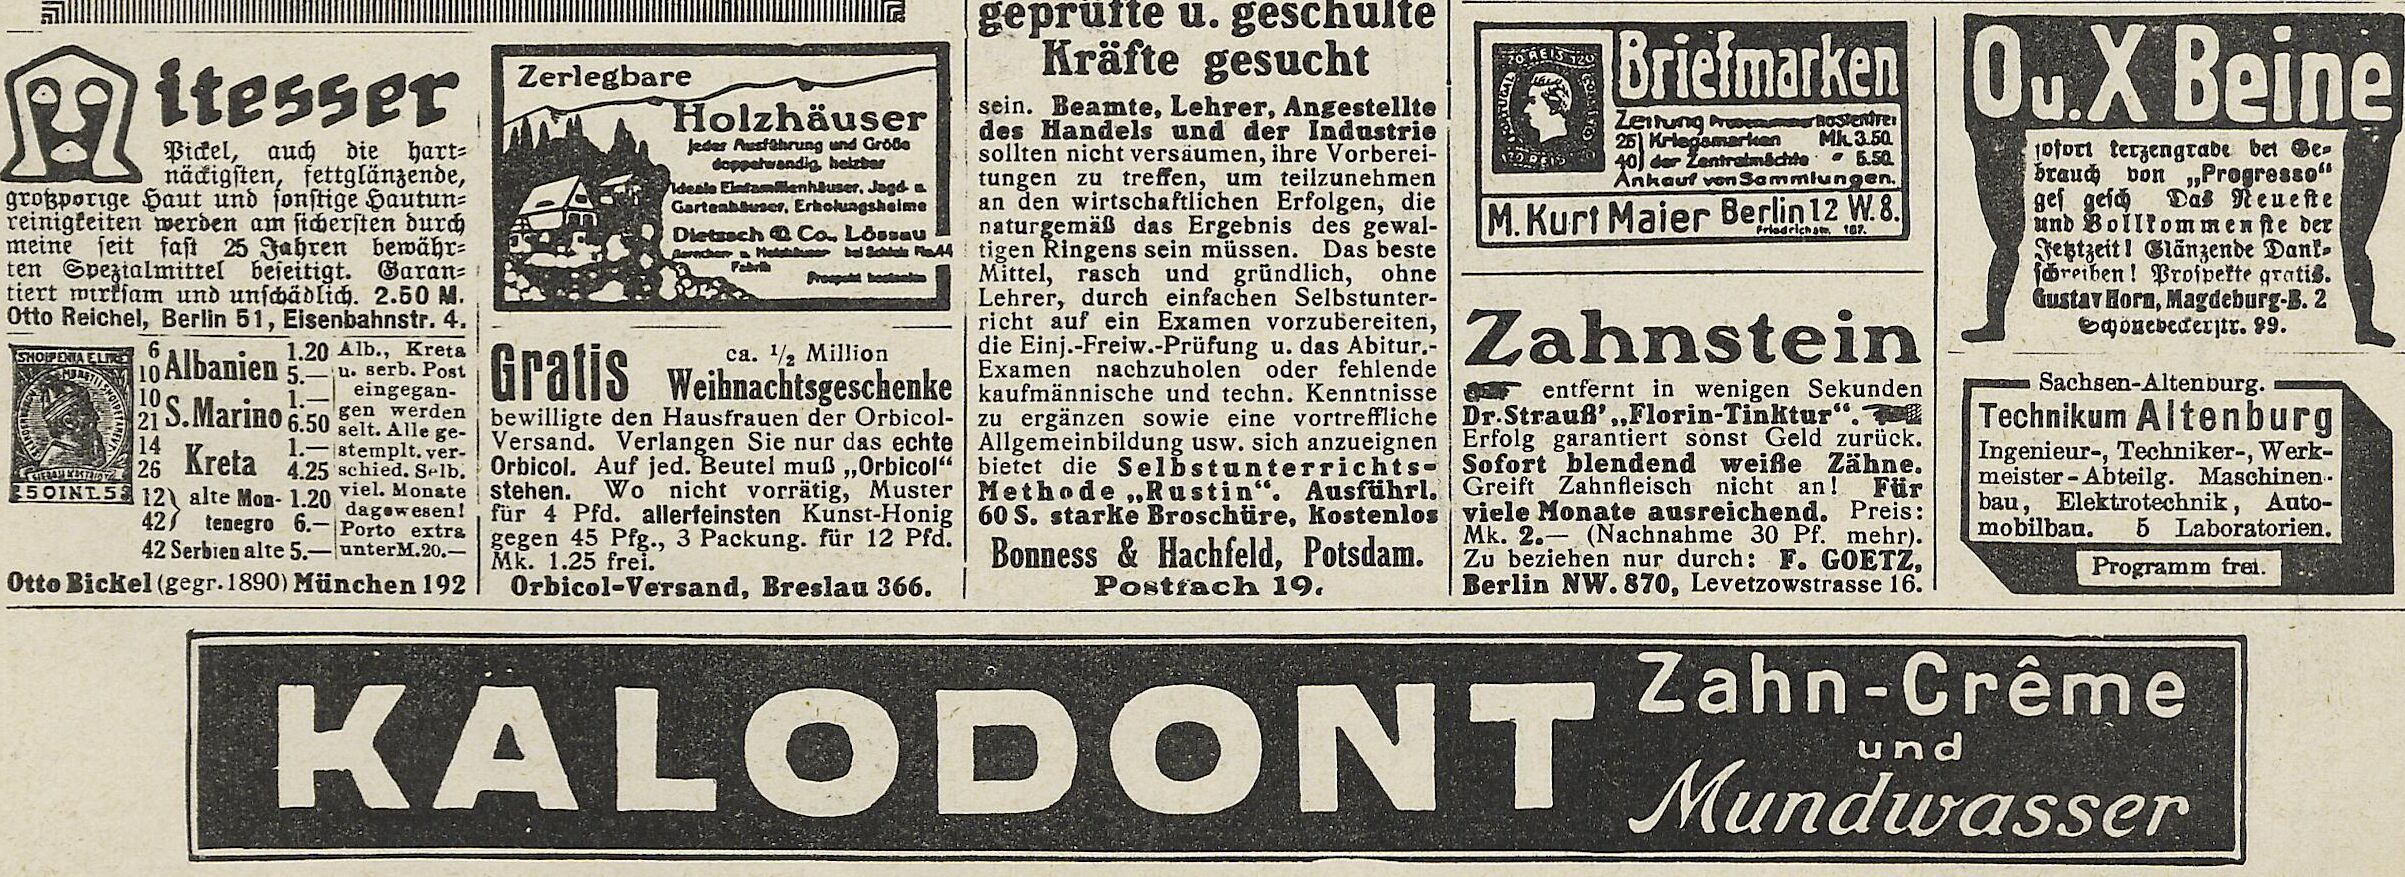 Mitesser
Pickel, auch die hart-
näckigsten, fettglänzende,
großporige Haut und sonstige Hautun-
reinigkeiten werden am sichersten durch
meine seit fast 25 Jahren bewähr-
ten Spezialmittel beseitigt. Garan-
tiert wirksam und unschädlich. 2.50 M.
Otto Reichel, Berlin 51, Eisenbahnstr. 4.
SHQIPENIA E LIRE
25 QINT. 25
6 Albanien 1.20
10 5.—
10 S. Marino 1.—
21 6.50
14 Kreta 1.—
26 4.25
12 alte Mon- 1.20
42 tenegro 6.—
42 Serbien alte 5.—
Alb., Kreta
u. serb. Post
eingegan-
gen werden
selt. Alle ge-
stemplt. ver-
schied. Selb.
viel. Monate
dagewesen!
Porto extra
unter M. 20.—
Otto Bickel (gegr. 1890) München 192
Zerlegbare
Holzhäuser
jeder Ausführung und Größe
doppelwandig, heizbar
Ideale Einfamilienhäuser, Jagd- u.
Gartenhäuser, Erholungsheime
Dietzsch & Co., Lössau
bei Schleiz No. 44
Fabrik
Prospekt kostenlos
Gratis ca. ½ Million
Weihnachtsgeschenke
bewilligte den Hausfrauen der Orbicol-
Versand. Verlangen Sie nur das echte
Orbicol. Auf jed. Beutel muß „Orbicol“
stehen. Wo nicht vorrätig, Muster
für 4 Pfd. allerfeinsten Kunst-Honig
gegen 45 Pfg., 3 Packung. für 12 Pfd.
Mk. 1.25 frei.
Orbicol-Versand, Breslau 366.
geprüfte u. geschulte
Kräfte gesucht
sein. Beamte, Lehrer, Angestellte
des Handels und der Industrie
sollten nicht versäumen, ihre Vorberei-
tungen zu treffen, um teilzunehmen
an den wirtschaftlichen Erfolgen, die
naturgemäß das Ergebnis des gewal-
tigen Ringens sein müssen. Das beste
Mittel, rasch und gründlich, ohne
Lehrer, durch einfachen Selbstunter-
richt auf ein Examen vorzubereiten,
die Einj.-Freiw.-Prüfung u. das Abitur.-
Examen nachzuholen oder fehlende
kaufmännische und techn. Kenntnisse
zu ergänzen sowie eine vortreffliche
Allgemeinbildung usw. sich anzueignen
bietet die Selbstunterrichts-
Methode „Rustin“. Ausführl.
60 S. starke Broschüre, kostenlos
Bonness & Hachfeld, Potsdam.
Postfach 19.
PORTUGAL
Briefmarken
Zeitung Probenummer kostenfrei
25 Kriegsmarken Mk. 3.50
40 der Zentralmächte " 5.50
Ankauf von Sammlungen.
M. Kurt Maier Berlin 12 W. 8.
Friedrichstr. 187.
Zahnstein
entfernt in wenigen Sekunden
Dr. Strauß’ „Florin-Tinktur“.
Erfolg garantiert sonst Geld zurück.
Sofort blendend weiße Zähne.
Greift Zahnfleisch nicht an! Für
viele Monate ausreichend. Preis:
Mk. 2.— (Nachnahme 30 Pf. mehr).
Zu beziehen nur durch: F. GOETZ,
Berlin NW. 870, Levetzowstrasse 16.
O u. X Beine
sofort kerzengrade bei Ge-
brauch von „Progresso“
ges gesch Das Neueste
und Vollkommenste der
Jetztzeit! Glänzende Dank-
schreiben! Prospekte gratis.
Gustav Horn, Magdeburg-B. 2
Schönebeckerstr. 99.
Sachsen-Altenburg.
Technikum Altenburg
Ingenieur-, Techniker-, Werk-
meister-Abteilg. Maschinen-
bau, Elektrotechnik, Auto-
mobilbau. 5 Laboratorien.
Programm frei.
KALODONT Zahn-Crême
und
Mundwasser